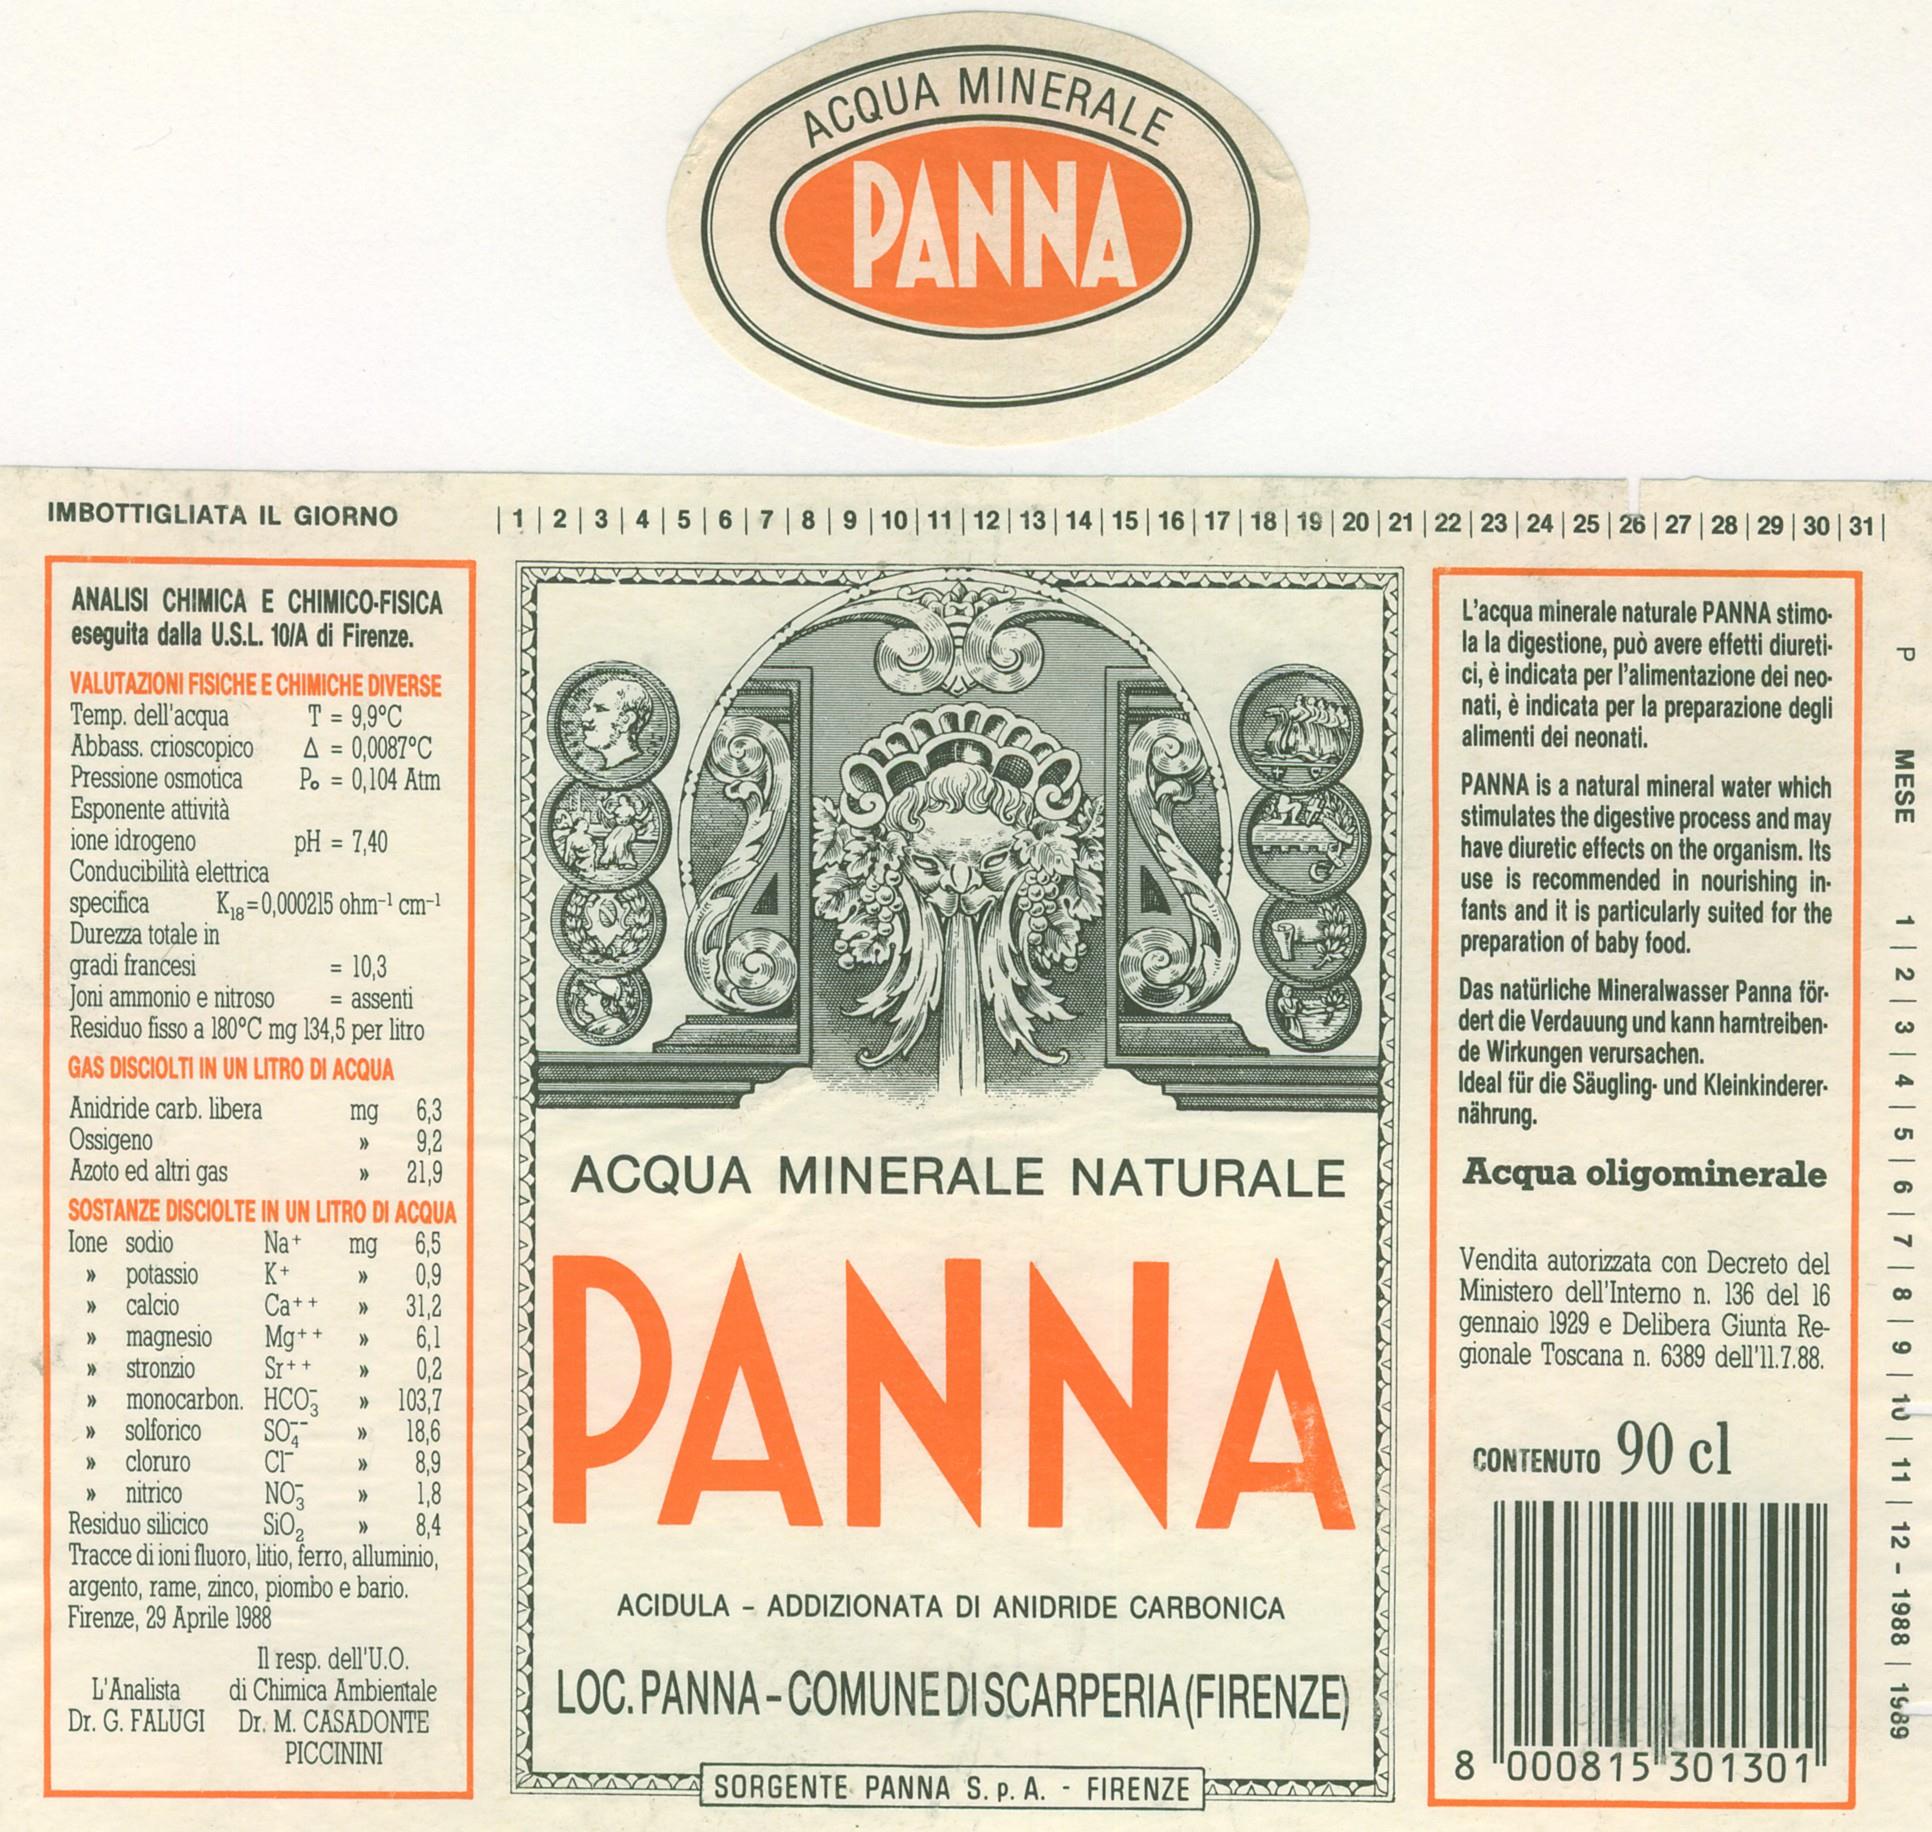 ACQUA MINERALE
PANNA
IMBOTTIGLIATA IL GIORNO | 1 | 2 | 3 | 4 | 5 | 6 | 7 | 8 | 9 | 10 | 11 | 12 | 13 | 14 | 15 | 16 | 17 | 18 | 19 | 20 | 21 | 22 | 23 | 24 | 25 | 26 | 27 | 28 | 29 | 30 | 31 |
ANALISI CHIMICA E CHIMICO-FISICA
eseguita dalla U.S.L. 10/A di Firenze.
VALUTAZIONI FISICHE E CHIMICHE DIVERSE
Temp. dell'acqua T = 9,9°C
Abbass. crioscopico Δ = 0,0087°C
Pressione osmotica Po = 0,104 Atm
Esponente attività
ione idrogeno pH = 7,40
Conducibilità elettrica
specifica K₁₈=0,000215 ohm⁻¹ cm⁻¹
Durezza totale in
gradi francesi = 10,3
Joni ammonio e nitroso = assenti
Residuo fisso a 180°C mg 134,5 per litro
GAS DISCIOLTI IN UN LITRO DI ACQUA
Anidride carb. libera mg 6,3
Ossigeno » 9,2
Azoto ed altri gas » 21,9
SOSTANZE DISCIOLTE IN UN LITRO DI ACQUA
Ione sodio Na⁺ mg 6,5
» potassio K⁺ » 0,9
» calcio Ca⁺⁺ » 31,2
» magnesio Mg⁺⁺ » 6,1
» stronzio Sr⁺⁺ » 0,2
» monocarbon. HCO₃⁻ » 103,7
» solforico SO₄⁻⁻ » 18,6
» cloruro Cl⁻ » 8,9
» nitrico NO₃⁻ » 1,8
Residuo silicico SiO₂ » 8,4
Tracce di ioni fluoro, litio, ferro, alluminio,
argento, rame, zinco, piombo e bario.
Firenze, 29 Aprile 1988
Il resp. dell'U.O.
L'Analista di Chimica Ambientale
Dr. G. FALUGI Dr. M. CASADONTE
PICCININI
ACQUA MINERALE NATURALE
PANNA
ACIDULA - ADDIZIONATA DI ANIDRIDE CARBONICA
LOC. PANNA - COMUNE DI SCARPERIA (FIRENZE)
SORGENTE PANNA S.p.A. - FIRENZE
L'acqua minerale naturale PANNA stimo-
la la digestione, può avere effetti diureti-
ci, è indicata per l'alimentazione dei neo-
nati, è indicata per la preparazione degli
alimenti dei neonati.
PANNA is a natural mineral water which
stimulates the digestive process and may
have diuretic effects on the organism. Its
use is recommended in nourishing in-
fants and it is particularly suited for the
preparation of baby food.
Das natürliche Mineralwasser Panna för-
dert die Verdauung und kann harntreiben-
de Wirkungen verursachen.
Ideal für die Säugling- und Kleinkinderer-
nährung.
Acqua oligominerale
Vendita autorizzata con Decreto del
Ministero dell'Interno n. 136 del 16
gennaio 1929 e Delibera Giunta Re-
gionale Toscana n. 6389 dell'11.7.88.
CONTENUTO 90 cl
8 000815 301301
P MESE 1 | 2 | 3 | 4 | 5 | 6 | 7 | 8 | 9 | 10 | 11 | 12 - 1988 | 1989